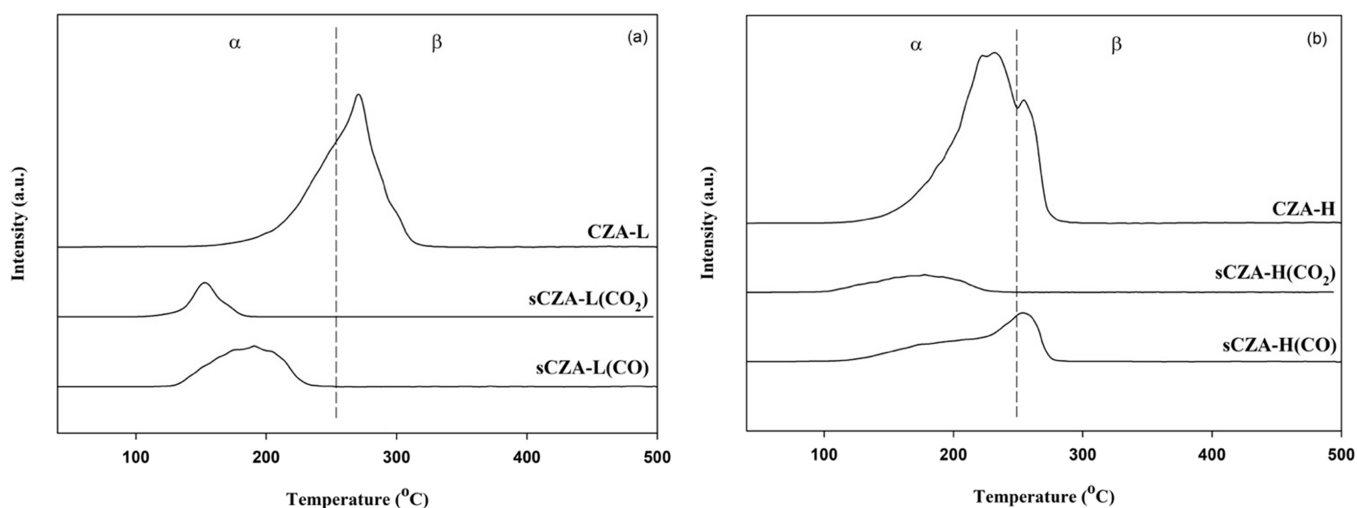 α
β
(a)
CZA-L
sCZA-L(CO₂)
sCZA-L(CO)
Intensity (a.u.)
100 200 300 400 500
Temperature (°C)
α
β
(b)
CZA-H
sCZA-H(CO₂)
sCZA-H(CO)
Intensity (a.u.)
100 200 300 400 500
Temperature (°C)